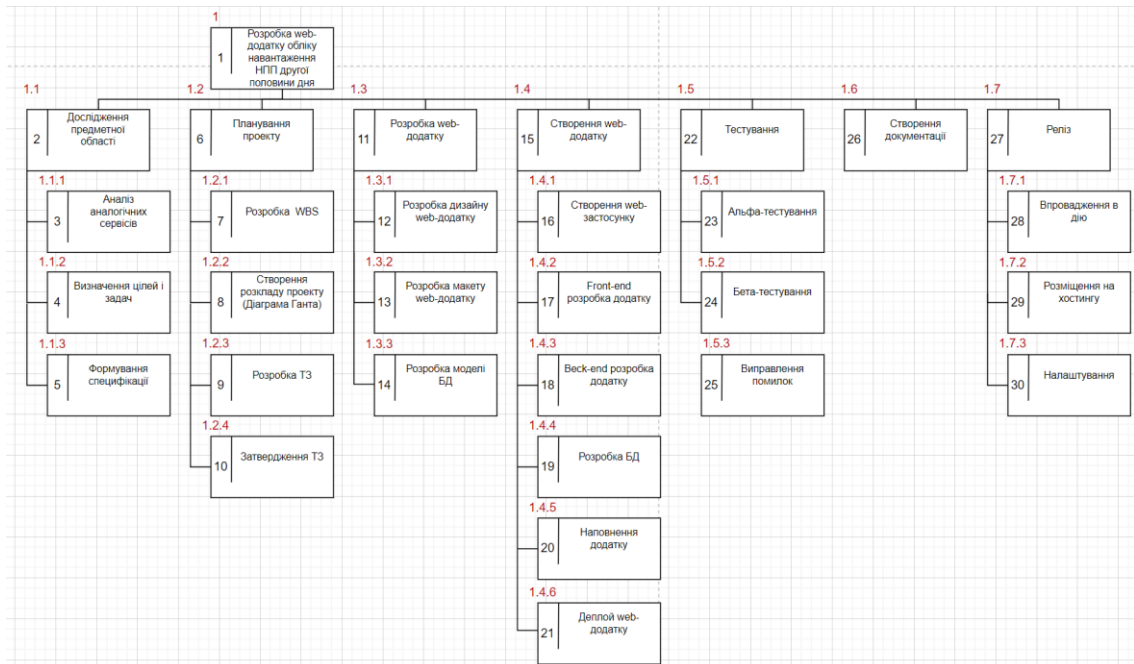 1
1
Розробка web-
додатку обліку
навантаження
НПП другої
половини дня
1.1
1.2
1.3
1.4
1.5
1.6
1.7
2
Дослідження
предметної
області
6
Планування
проекту
11
Розробка web-
додатку
15
Створення web-
додатку
22
Тестування
26
Створення
документації
27
Реліз
1.1.1
1.2.1
1.3.1
1.4.1
1.5.1
1.7.1
3
Аналіз
аналогічних
сервісів
7
Розробка WBS
12
Розробка дизайну
web-додатку
16
Створення web-
застосунку
23
Альфа-тестування
28
Впровадження в
дію
1.1.2
1.2.2
1.3.2
1.4.2
1.5.2
1.7.2
4
Визначення цілей і
задач
8
Створення
розкладу проекту
(Діаграма Ганта)
13
Розробка макету
web-додатку
17
Front-end
розробка додатку
24
Бета-тестування
29
Розміщення на
хостингу
1.1.3
1.2.3
1.3.3
1.4.3
1.5.3
1.7.3
5
Формування
специфікації
9
Розробка ТЗ
14
Розробка моделі
БД
18
Beck-end розробка
додатку
25
Виправлення
помилок
30
Налаштування
1.2.4
1.4.4
10
Затвердження ТЗ
19
Розробка БД
1.4.5
20
Наповнення
додатку
1.4.6
21
Деплой web-
додатку